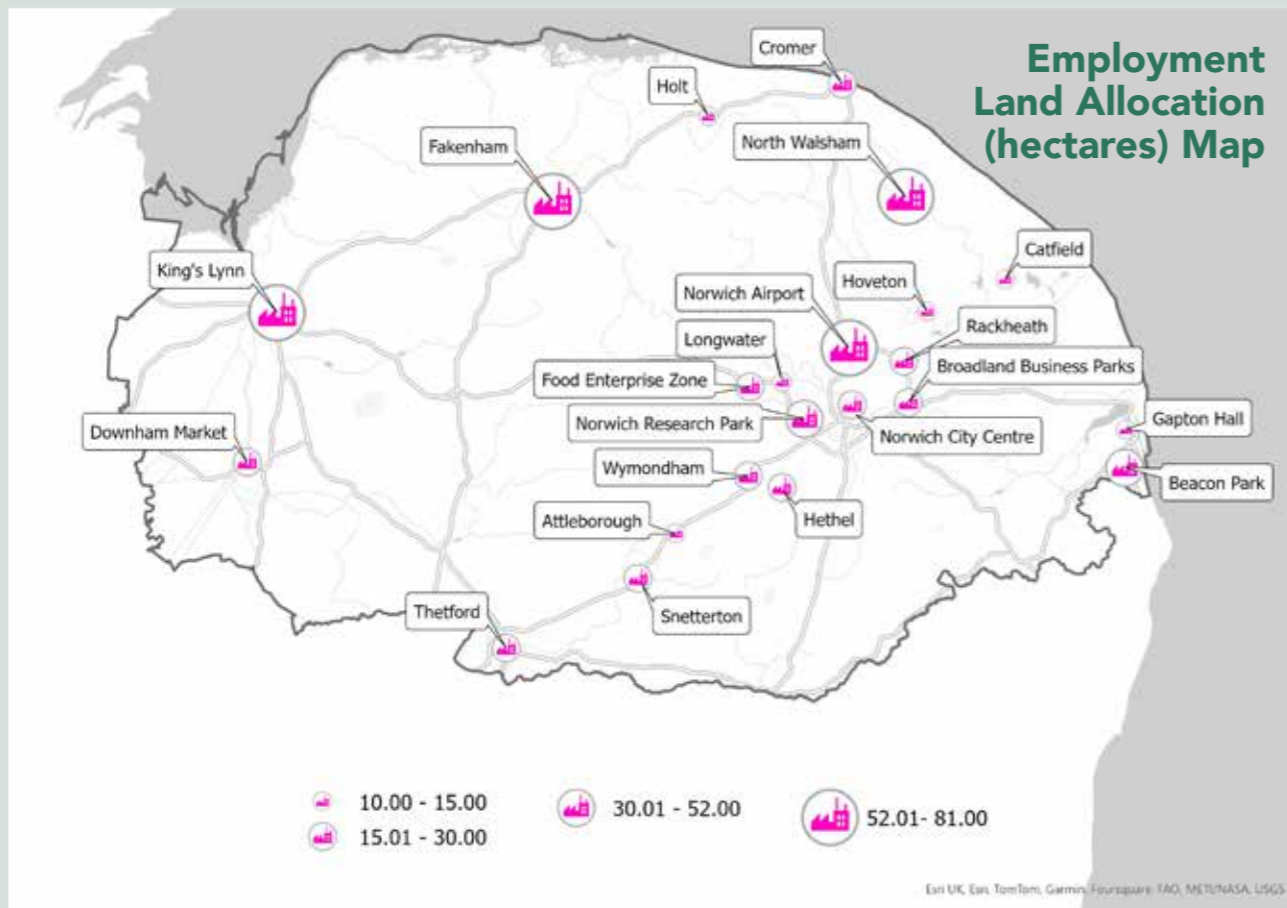 Employment
Land Allocation
(hectares) Map
Cromer
Holt
Fakenham
North Walsham
Catfield
King's Lynn
Hoveton
Norwich Airport
Rackheath
Longwater
Broadland Business Parks
Food Enterprise Zone
Gapton Hall
Norwich Research Park
Norwich City Centre
Downham Market
Wymondham
Beacon Park
Attleborough
Hethel
Thetford
Snetterton
10.00 - 15.00
15.01 - 30.00
30.01 - 52.00
52.01- 81.00
Esri UK, Esri, TomTom, Garmin, Foursquare, FAO, METI/NASA, USGS